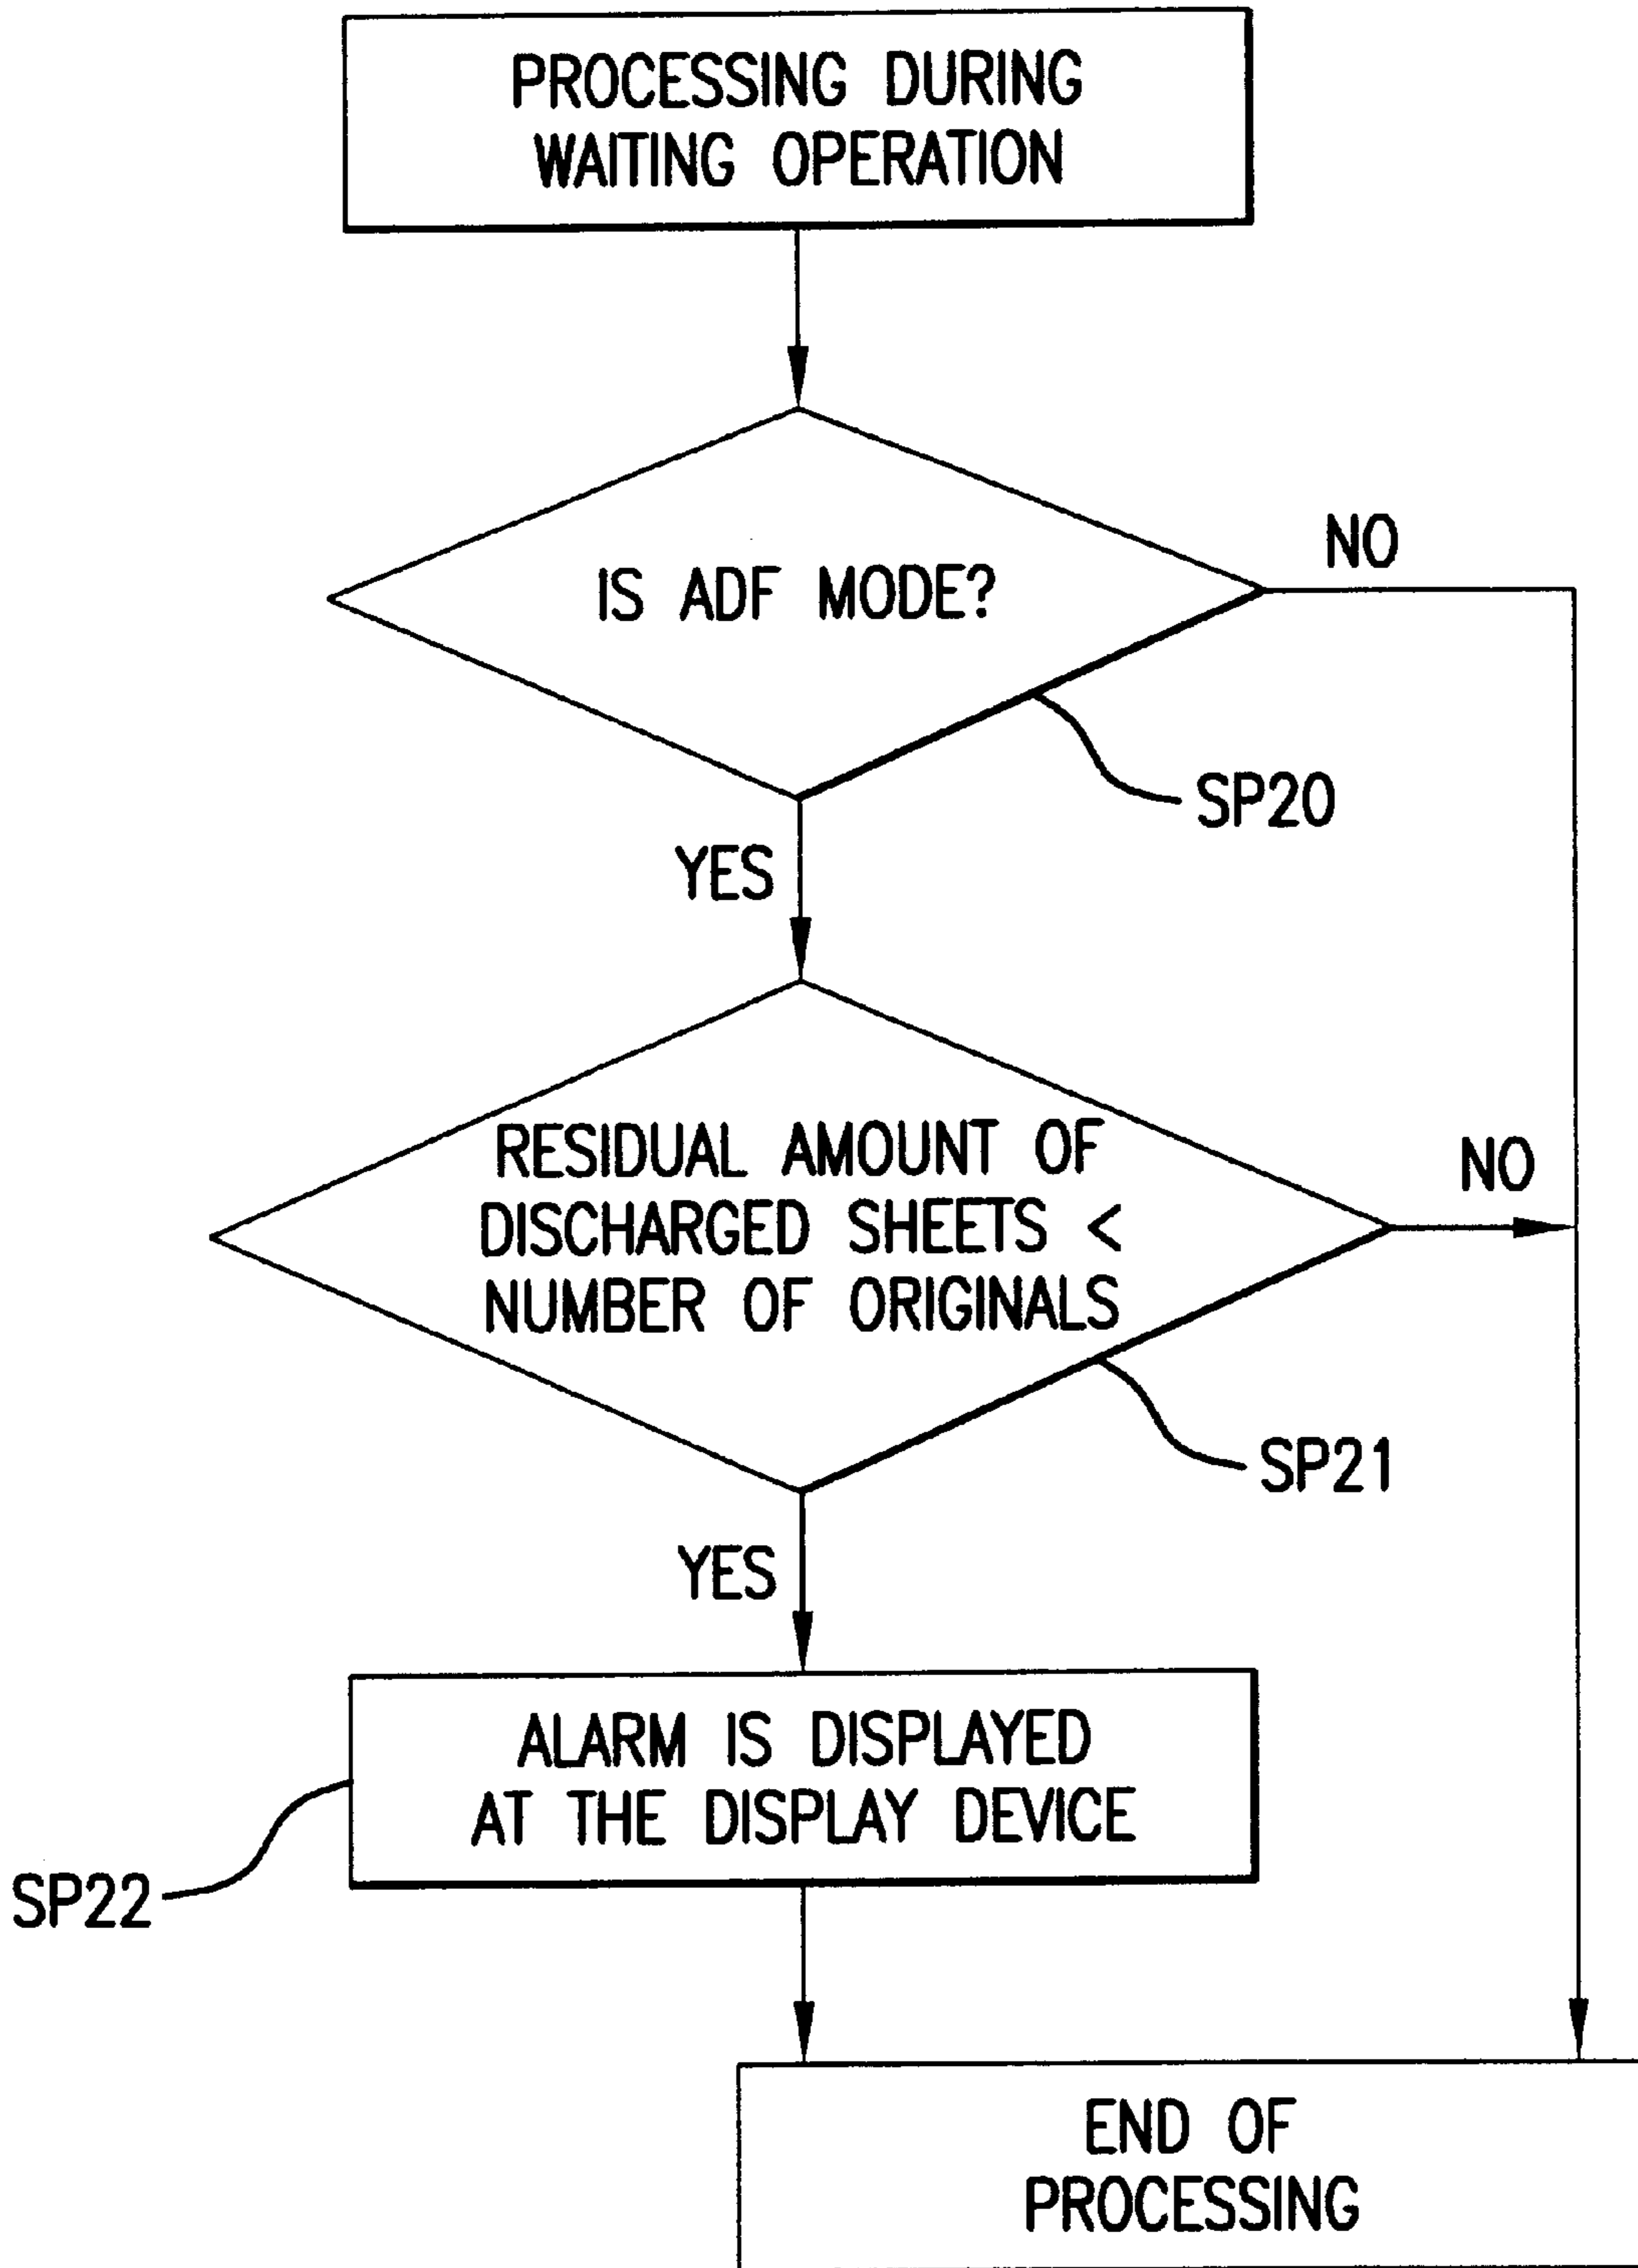 PROCESSING DURING
WAITING OPERATION
IS ADF MODE?
NO
SP20
YES
RESIDUAL AMOUNT OF
DISCHARGED SHEETS <
NUMBER OF ORIGINALS
NO
SP21
YES
ALARM IS DISPLAYED
AT THE DISPLAY DEVICE
SP22
END OF
PROCESSING